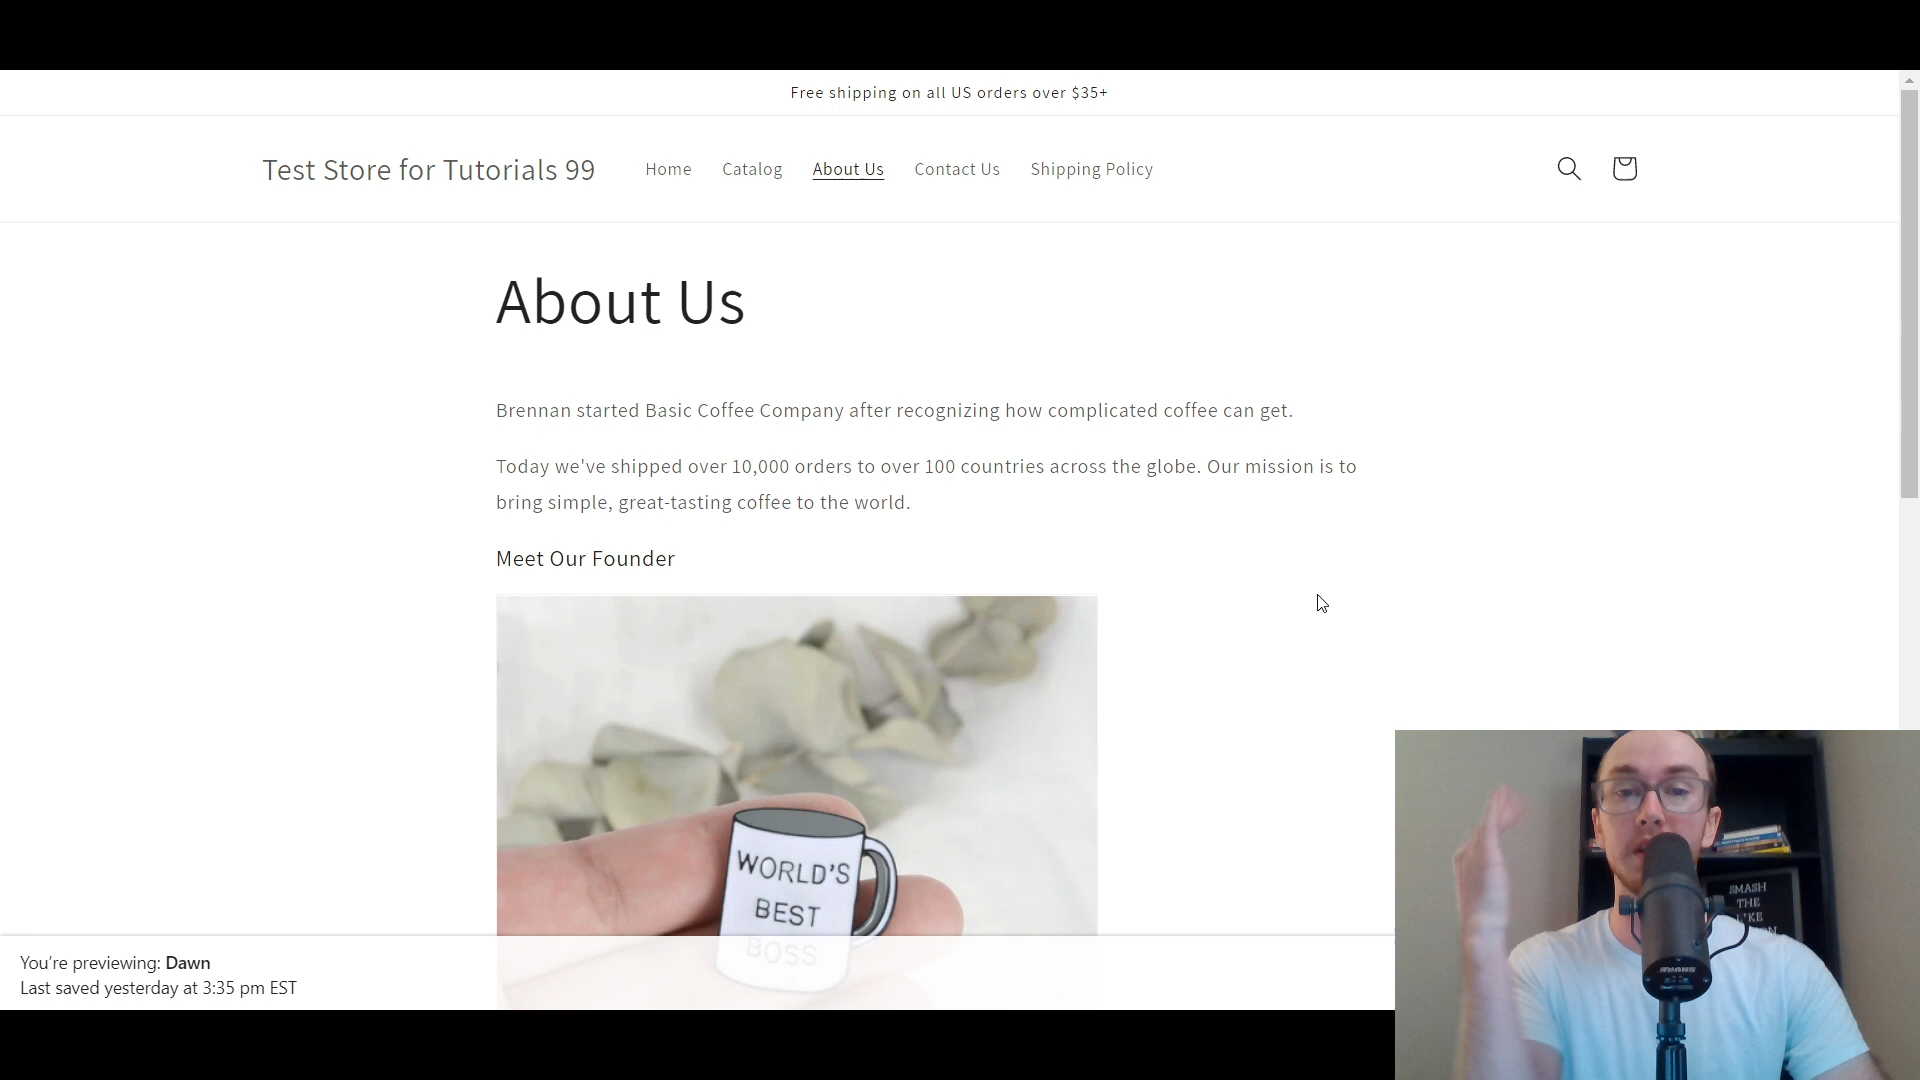 Free shipping on all US orders over $35+
Test Store for Tutorials 99 Home Catalog About Us Contact Us Shipping Policy
About Us
Brennan started Basic Coffee Company after recognizing how complicated coffee can get.
Today we've shipped over 10,000 orders to over 100 countries across the globe. Our mission is to
bring simple, great-tasting coffee to the world.
Meet Our Founder
WORLD'S
BEST
BOSS
You’re previewing: Dawn
Last saved yesterday at 3:35 pm EST
SMASH
THE
SHURE